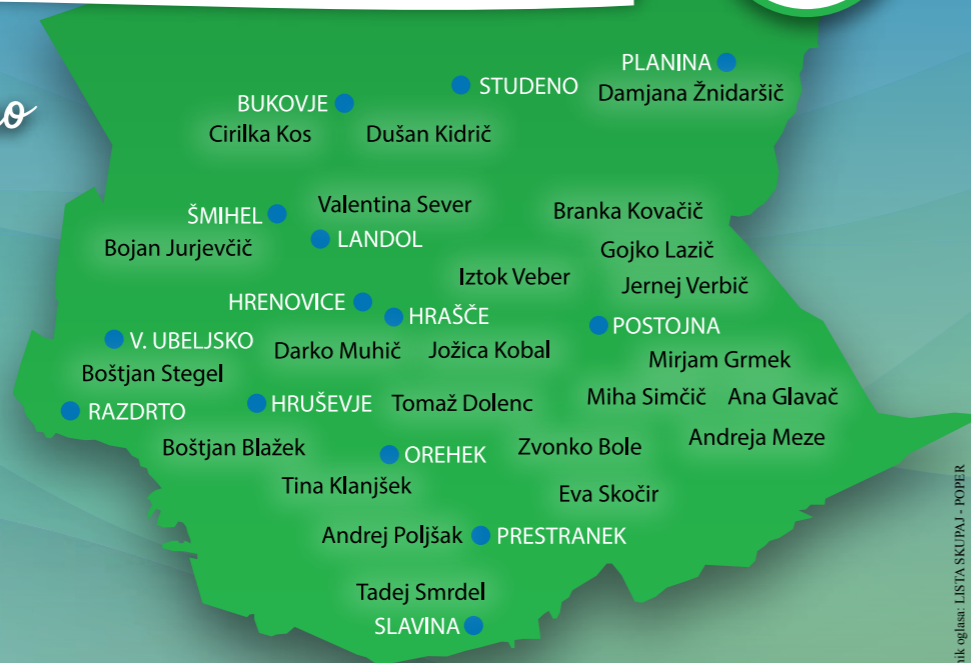 PLANINA
Damjana Žnidaršič
STUDENO
BUKOVJE
Cirilka Kos
Dušan Kidrič
ŠMIHEL
Bojan Jurjevčič
Valentina Sever
LANDOL
Branka Kovačič
Gojko Lazič
Iztok Veber
Jernej Verbič
HRENOVICE
HRAŠČE
POSTOJNA
V. UBELJSKO
Boštjan Stegel
Darko Muhič
Jožica Kobal
Mirjam Grmek
RAZDRTO
HRUŠEVJE
Tomaž Dolenc
Miha Simčič
Ana Glavač
Boštjan Blažek
OREHEK
Zvonko Bole
Andreja Meze
Tina Klanjšek
Eva Skočir
Andrej Poljšak
PRESTRANEK
Tadej Smrdel
SLAVINA
oglasa: LISTA SKUPAJ - POPER